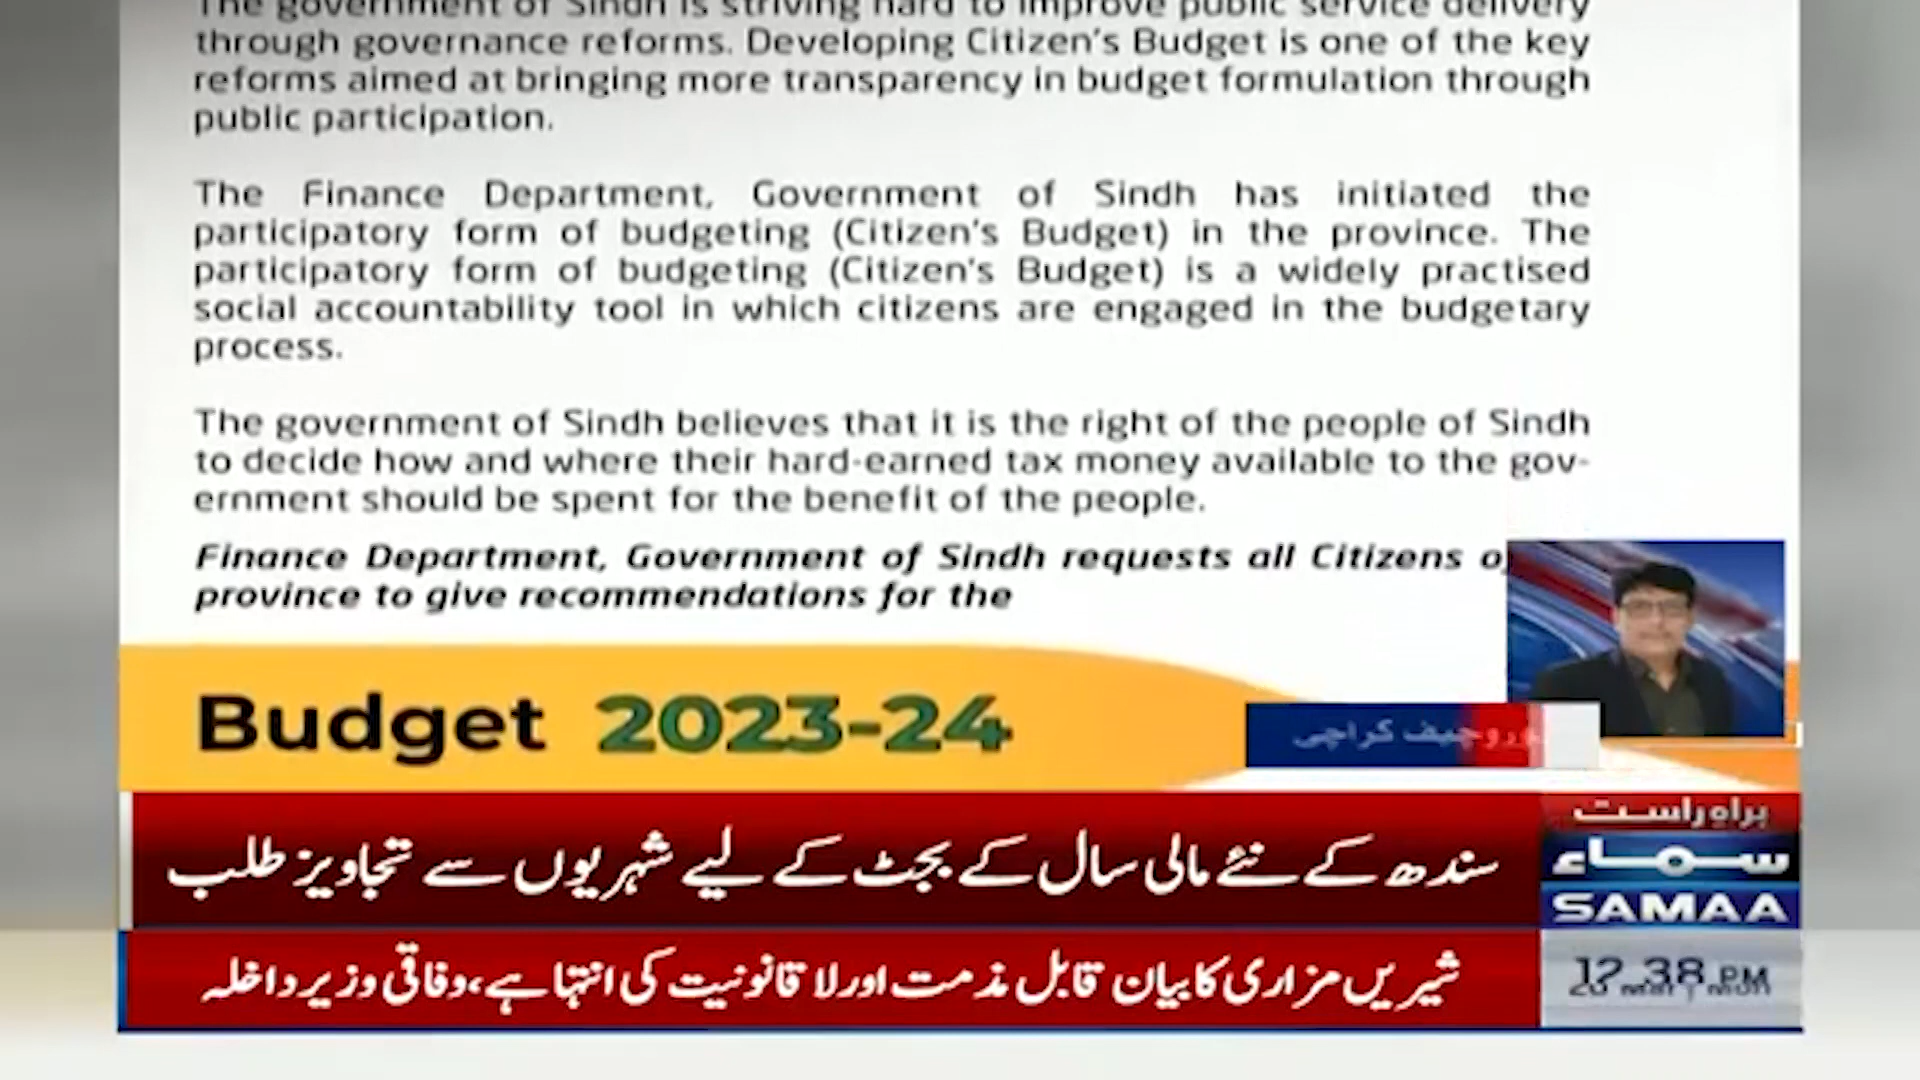 The government of Sindh is striving hard to improve public service delivery
through governance reforms. Developing Citizen's Budget is one of the key
reforms aimed at bringing more transparency in budget formulation through
public participation.
The Finance Department, Government of Sindh has initiated the
participatory form of budgeting (Citizen's Budget) in the province. The
participatory form of budgeting (Citizen's Budget) is a widely practised
social accountability tool in which citizens are engaged in the budgetary
process.
The government of Sindh believes that it is the right of the people of Sindh
to decide how and where their hard-earned tax money available to the gov-
ernment should be spent for the benefit of the people.
Finance Department, Government of Sindh requests all Citizens
province to give recommendations for the
Budget 2023-24
چیف کراچی
براہ راست
سندھ کے نئے مالی سال کے بجٹ کے لیے شہریوں سے تجاویز طلب
سماء
SAMAA
شیریں مزاری کا بیان قابل مذمت اور لا قانونیت کی انتہا ہے، وفاقی وزیر داخلہ
12.38 PM